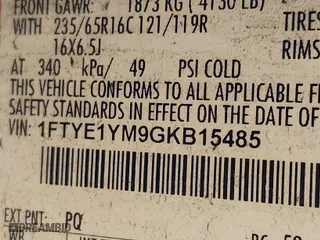 FRONT GAWR: 1873 KG ( 4130 LB)
WITH 235/65R16C 121/119R TIRES
16X6.5J RIMS
AT 340 kPa/ 49 PSI COLD
THIS VEHICLE CONFORMS TO ALL APPLICABLE
SAFETY STANDARDS IN EFFECT ON THE DATE O
VIN: 1FTYE1YM9GKB15485
EXT PNT: PQ
DREAMBID